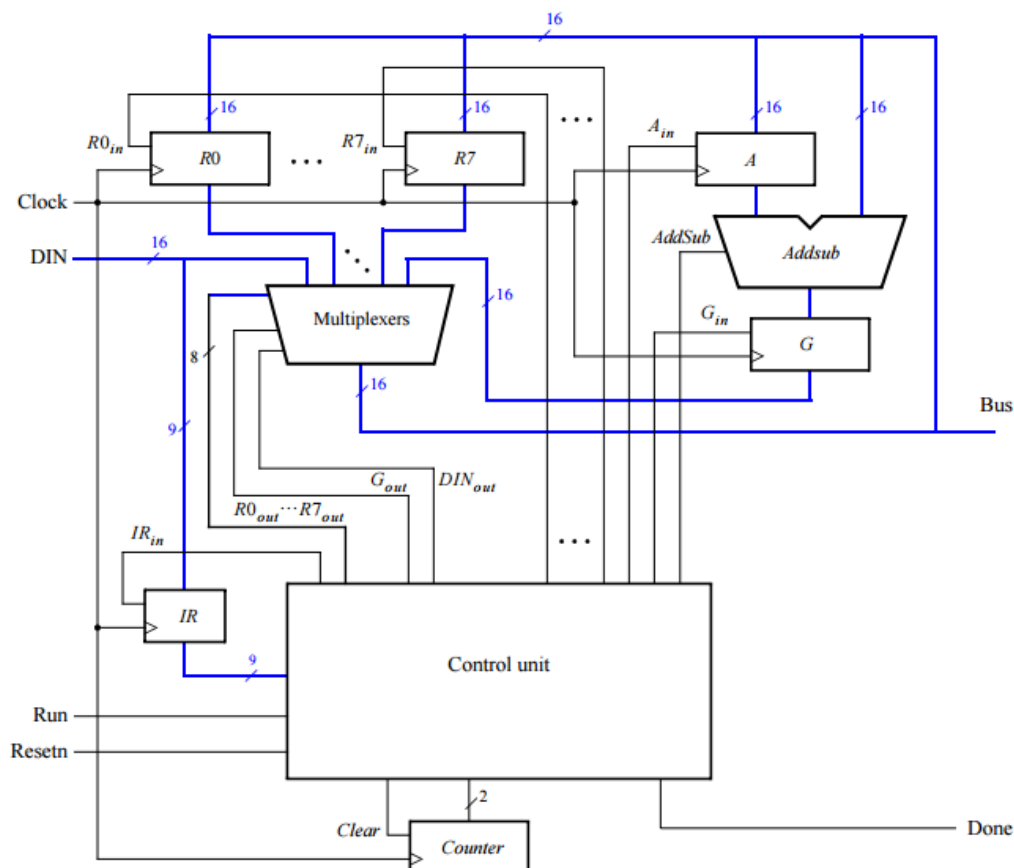 16
16
16
16
16
R0in
R0
• • •
R7in
R7
• • •
Ain
A
Clock
DIN
16
AddSub
Addsub
Multiplexers
16
Gin
G
8
16
Bus
9
Gout
DINout
R0out···R7out
IRin
• • •
IR
9
Control unit
Run
Resetn
2
Clear
Counter
Done